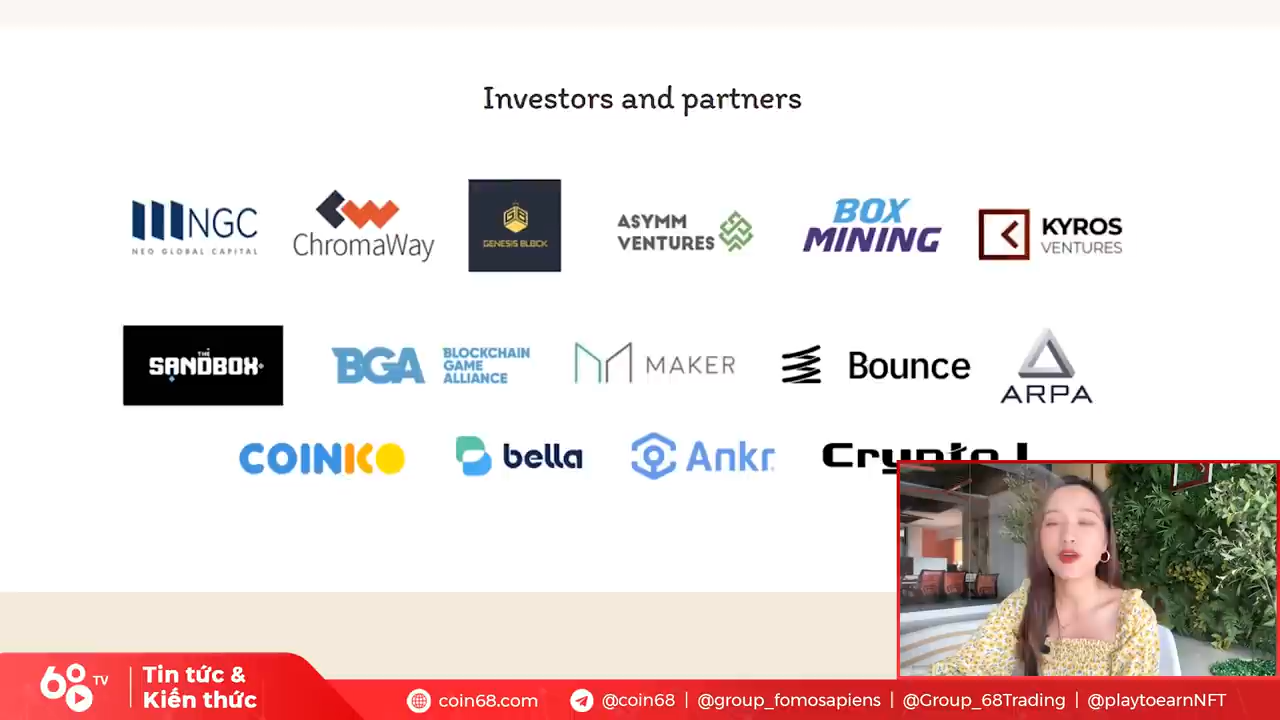 Investors and partners
NGC
NEO GLOBAL CAPITAL
ChromaWay
GENESIS BLOCK
ASYMM
VENTURES
BOX
MINING
KYROS
VENTURES
THE
SANDBOX
BGA
BLOCKCHAIN
GAME
ALLIANCE
MAKER
Bounce
ARPA
COINKO
bella
Ankr
68 TV
Tin tức &
Kiến thức
coin68.com
@coin68 | @group_fomosapiens | @Group_68Trading | @playtoearnNFT